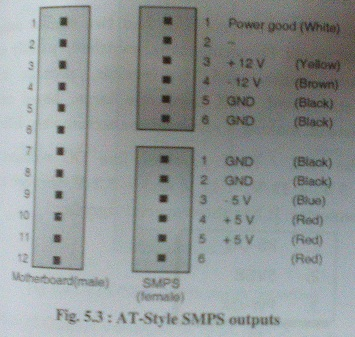 1 1 Power good (White)
2 2 –
3 3 + 12 V (Yellow)
4 4 - 12 V (Brown)
5 5 GND (Black)
6 6 GND (Black)
7
8 1 GND (Black)
9 2 GND (Black)
10 3 - 5 V (Blue)
11 4 + 5 V (Red)
12 5 + 5 V (Red)
6 (Red)
Motherboard(male) SMPS
(female)
Fig. 5.3 : AT-Style SMPS outputs